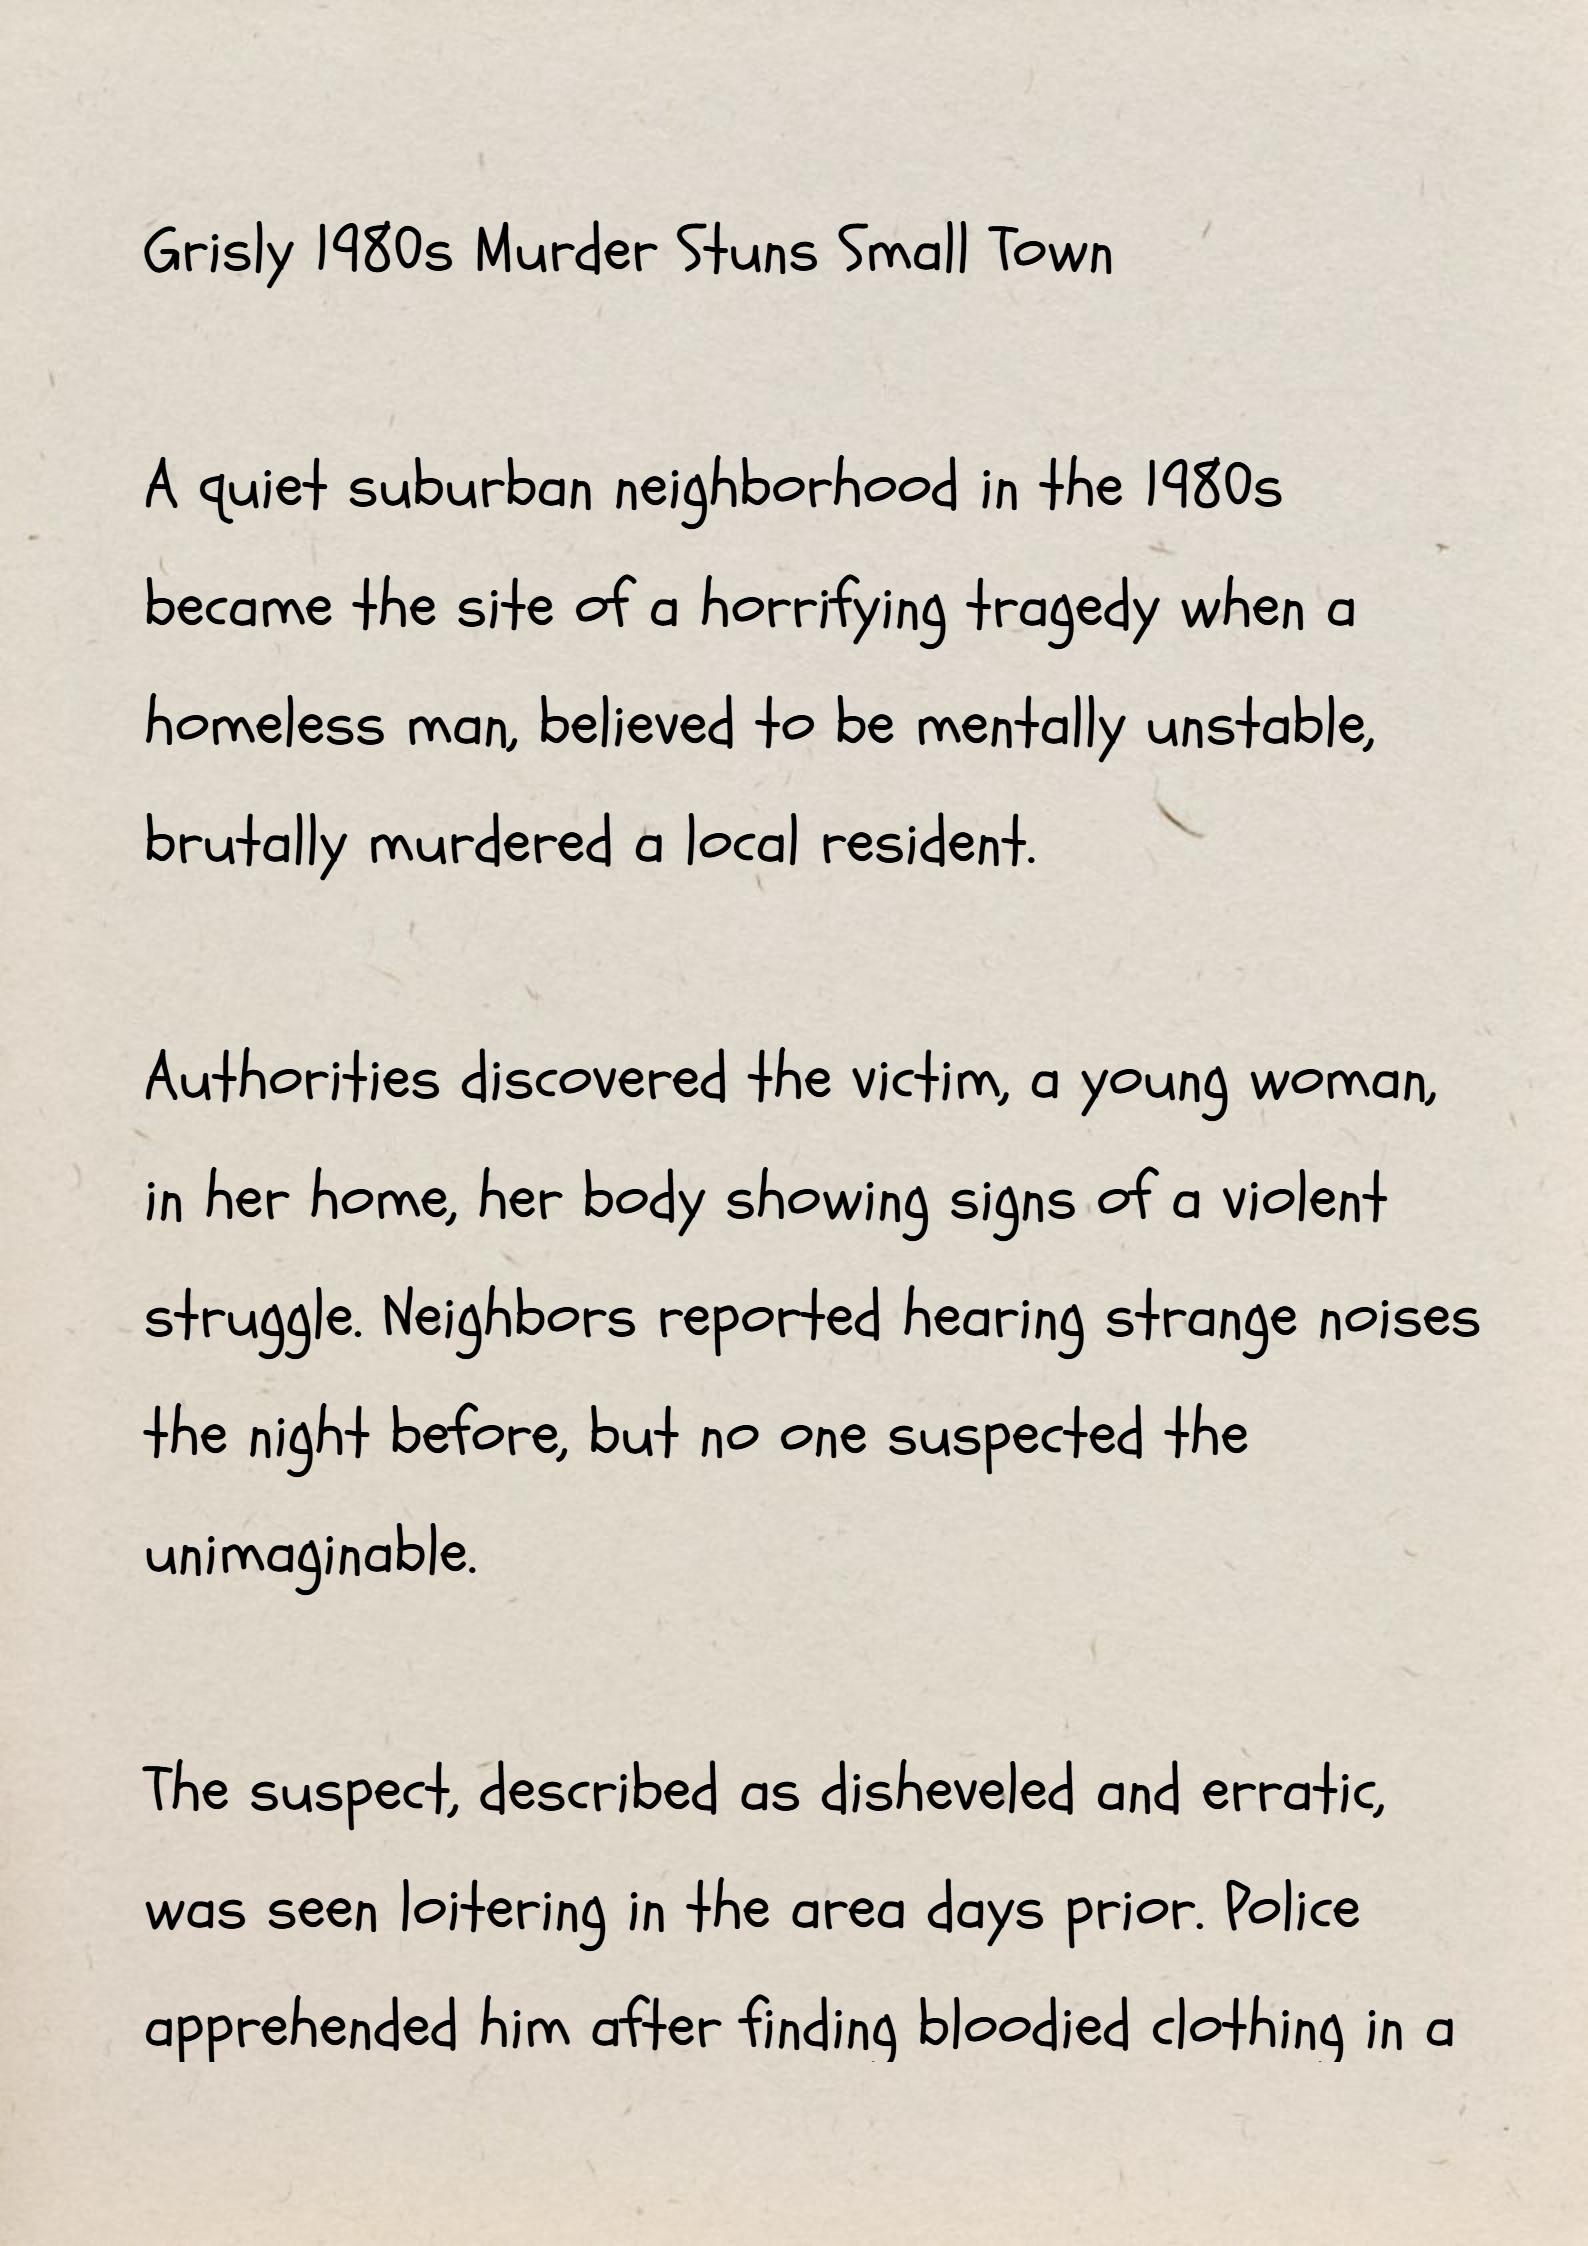 Grisly 1980s Murder Stuns Small Town
A quiet suburban neighborhood in the 1980s
became the site of a horrifying tragedy when a
homeless man, believed to be mentally unstable,
brutally murdered a local resident.
Authorities discovered the victim, a young woman,
in her home, her body showing signs of a violent
struggle. Neighbors reported hearing strange noises
the night before, but no one suspected the
unimaginable.
The suspect, described as disheveled and erratic,
was seen loitering in the area days prior. Police
apprehended him after finding bloodied clothing in a